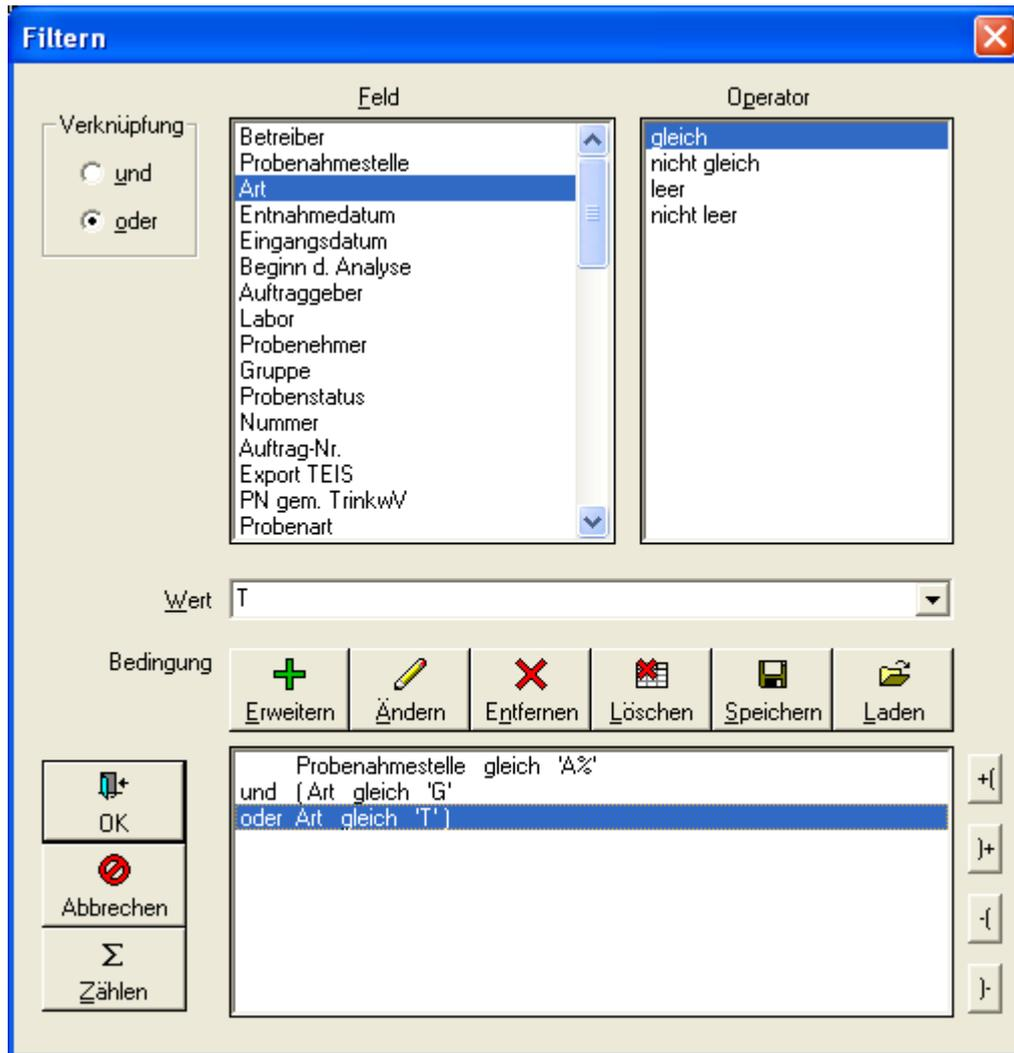 Filtern
Feld
Operator
Verknüpfung
und
oder
Betreiber
Probenahmestelle
Art
Entnahmedatum
Eingangsdatum
Beginn d. Analyse
Auftraggeber
Labor
Probenehmer
Gruppe
Probenstatus
Nummer
Auftrag-Nr.
Export TEIS
PN gem. TrinkwV
Probenart
gleich
nicht gleich
leer
nicht leer
Wert
T
Bedingung
Erweitern
Ändern
Entfernen
Löschen
Speichern
Laden
OK
Abbrechen
Σ
Zählen
Probenahmestelle gleich 'A%'
und ( Art gleich 'G'
oder Art gleich 'T' )
+(
)+
-(
)-